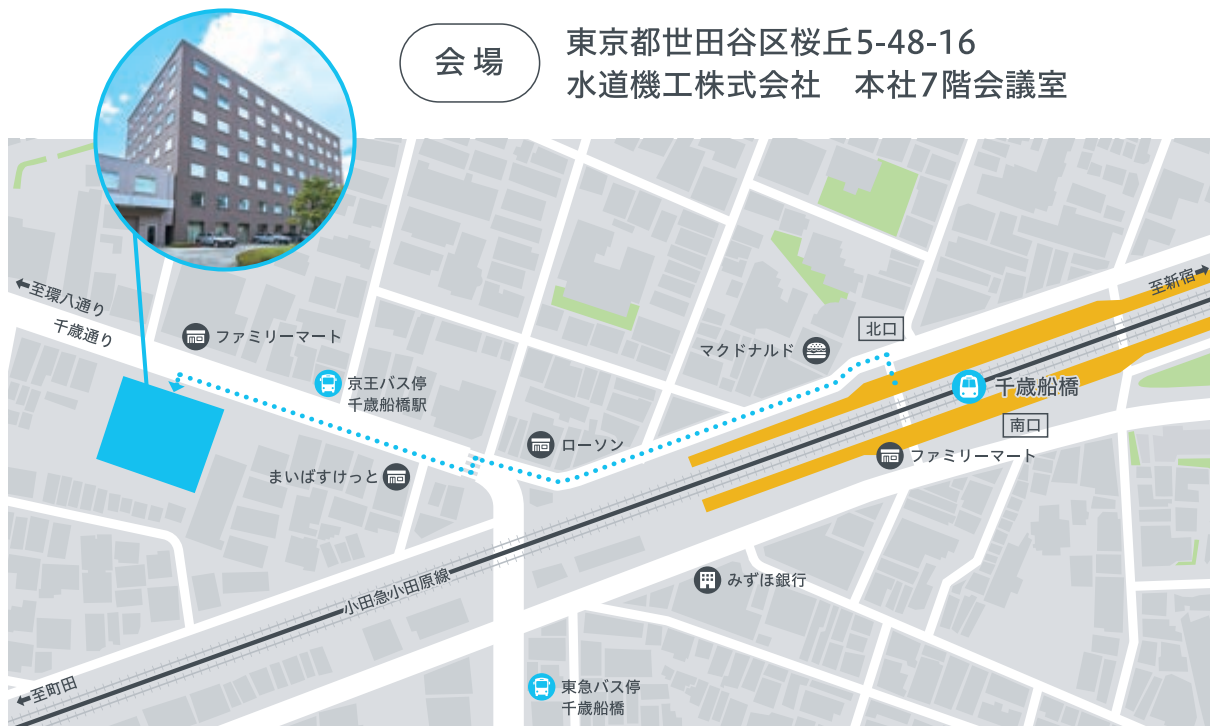 会場
東京都世田谷区桜丘5-48-16
水道機工株式会社　本社7階会議室
至環八通り
千歳通り
ファミリーマート
京王バス停
千歳船橋駅
まいばすけっと
ローソン
マクドナルド
北口
至新宿
千歳船橋
南口
ファミリーマート
みずほ銀行
小田急小田原線
至町田
東急バス停
千歳船橋